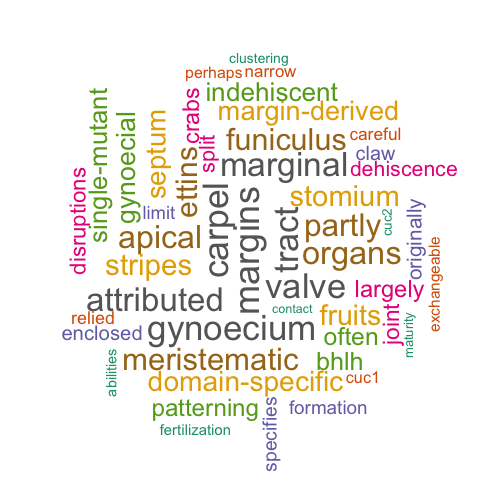 clustering
perhaps narrow
indehiscent
margin-derived
crabs
split
funiculus careful
marginal claw
dehiscence
single-mutant
gynoecial
septum
ettins
disruptions
limit
carpel
margins
tract
stomium
partly cuc2
organs
originally
exchangeable
apical
stripes
valve
largely
attributed
contact
fruits
joint
maturity
relied
enclosed
gynoecium
often
bhlh
meristematic
abilities
domain-specific cuc1
patterning
specifies
formation
fertilization